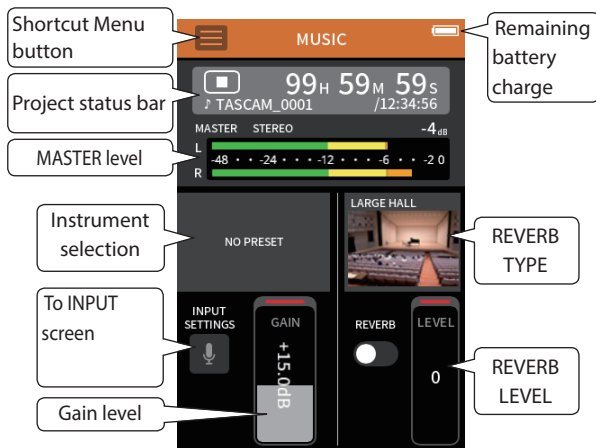 Shortcut Menu
button
MUSIC
Remaining
battery
charge
Project status bar
99H 59M 59S
♪ TASCAM_0001 /12:34:56
MASTER level
MASTER STEREO -4dB
L
-48 • • -24 • • • -12 • • • -6 • • -2 0
R
Instrument
selection
NO PRESET
LARGE HALL
REVERB
TYPE
To INPUT
screen
INPUT
SETTINGS
GAIN
+15.0dB
REVERB
LEVEL
0
REVERB
LEVEL
Gain level